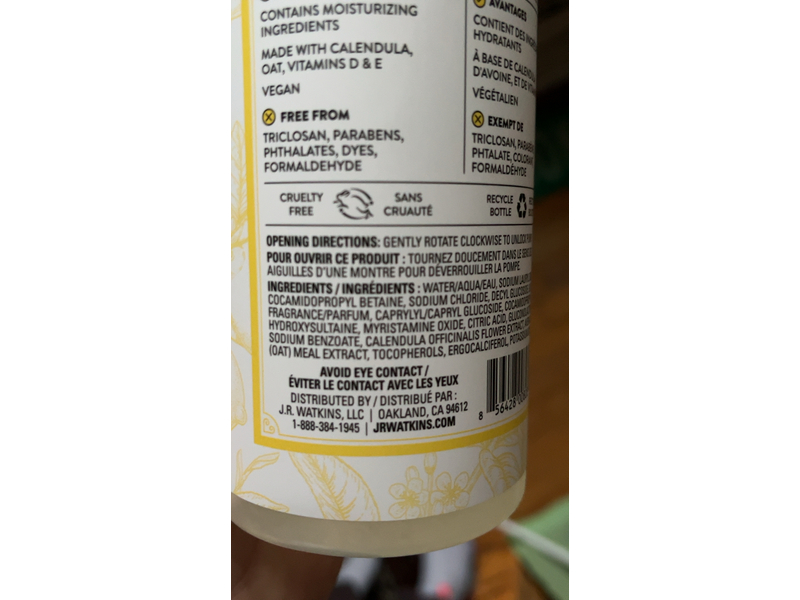 CONTAINS MOISTURIZING
INGREDIENTS
MADE WITH CALENDULA,
OAT, VITAMINS D & E
VEGAN
FREE FROM
TRICLOSAN, PARABENS,
PHTHALATES, DYES,
FORMALDEHYDE
AVANTAGES
CONTIENT DES
HYDRATANTS
À BASE DE
D'AVOINE, ET DE
VÉGÉTALIEN
EXEMPT DE
TRICLOSAN,
PHTALATE,
FORMALDÉHYDE
CRUELTY
FREE
SANS
CRUAUTÉ
RECYCLE
BOTTLE
OPENING DIRECTIONS: GENTLY ROTATE CLOCKWISE TO UNLOCK
POUR OUVRIR CE PRODUIT : TOURNEZ DOUCEMENT DANS LE
AIGUILLES D'UNE MONTRE POUR DÉVERROUILLER LA POMPE.
INGREDIENTS / INGRÉDIENTS : WATER/AQUA/EAU, SODIUM
COCAMIDOPROPYL BETAINE, SODIUM CHLORIDE, DECYL GLUCOSIDE,
FRAGRANCE/PARFUM, CAPRYLYL/CAPRYL GLUCOSIDE,
HYDROXYSULTAINE, MYRISTAMINE OXIDE, CITRIC ACID,
SODIUM BENZOATE, CALENDULA OFFICINALIS FLOWER EXTRACT,
(OAT) MEAL EXTRACT, TOCOPHEROLS, ERGOCALCIFEROL,
AVOID EYE CONTACT /
ÉVITER LE CONTACT AVEC LES YEUX
DISTRIBUTED BY / DISTRIBUÉ PAR :
J.R. WATKINS, LLC | OAKLAND, CA 94612
1-888-384-1945 | JRWATKINS.COM
8